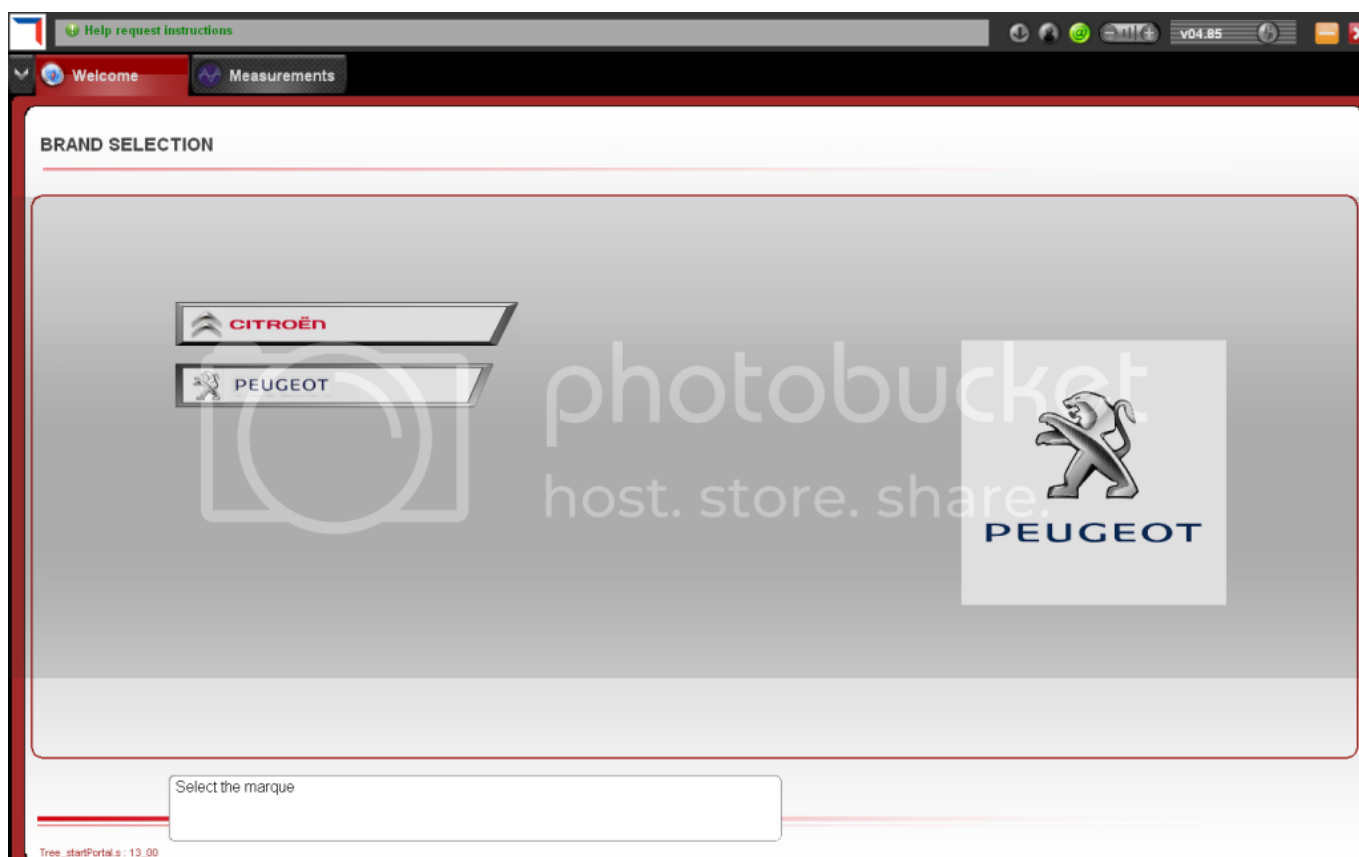 Help request instructions
v04.85
Welcome
Measurements
BRAND SELECTION
CITROËN
PEUGEOT
photobucket
host. store. share.
PEUGEOT
Select the marque
Tree_startPortal.s : 13_00